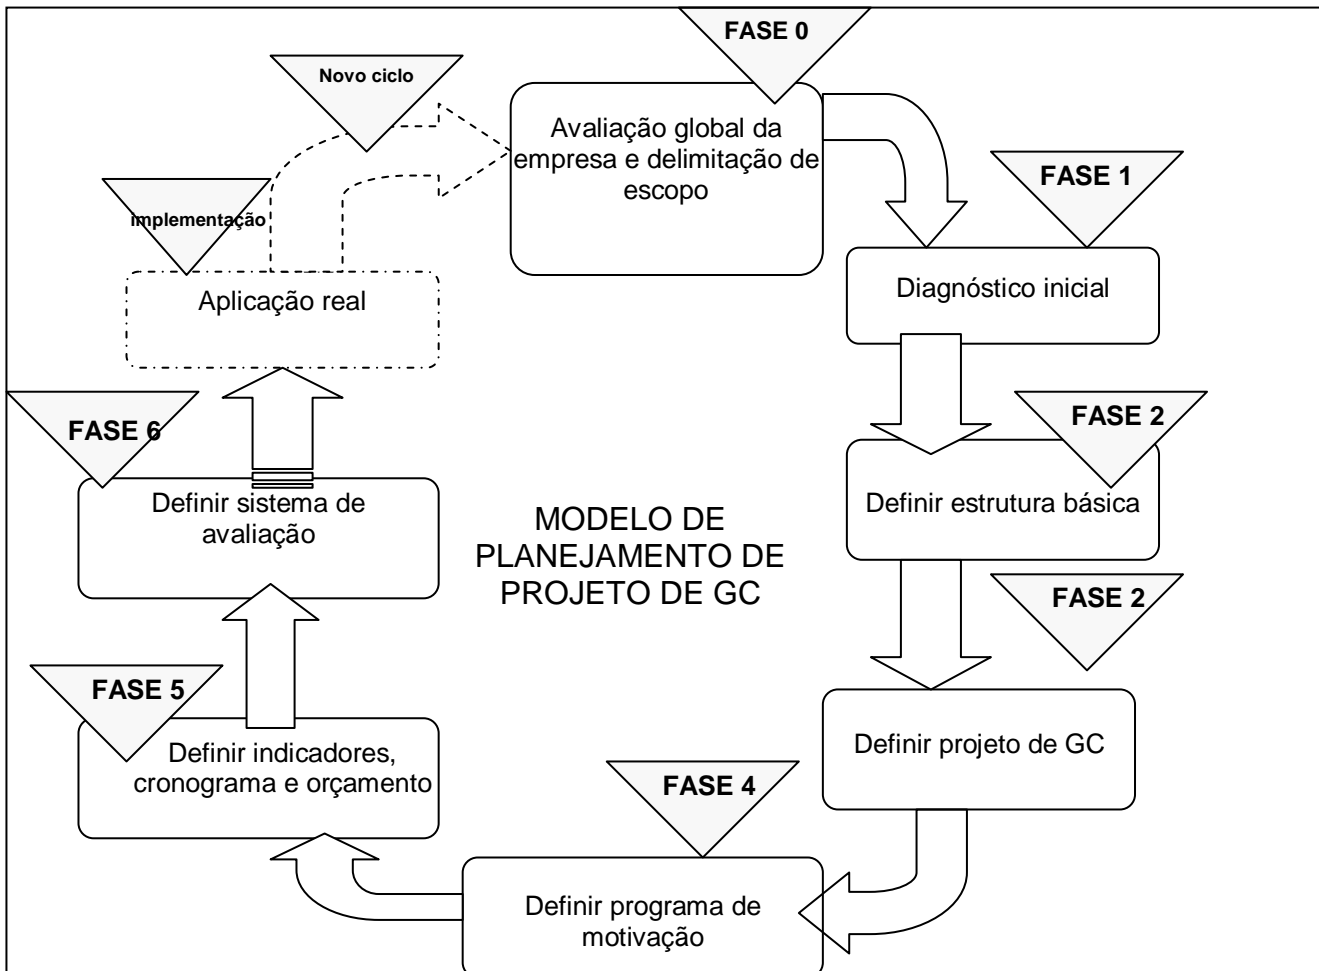 FASE 0
Novo ciclo
Avaliação global da
empresa e delimitação de
escopo
FASE 1
implementação
Diagnóstico inicial
Aplicação real
FASE 2
FASE 6
Definir estrutura básica
Definir sistema de
avaliação
MODELO DE
PLANEJAMENTO DE
PROJETO DE GC
FASE 2
FASE 5
Definir projeto de GC
Definir indicadores,
cronograma e orçamento
FASE 4
Definir programa de
motivação